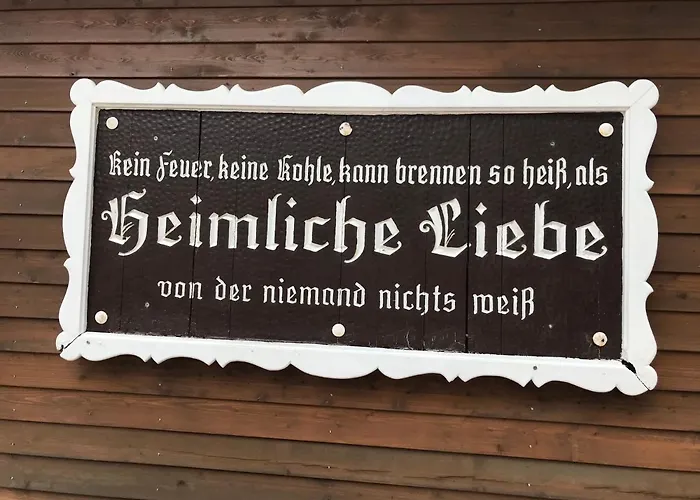 Kein Feuer, keine Kohle, kann brennen so heiß, als
Heimliche Liebe
von der niemand nichts weiß